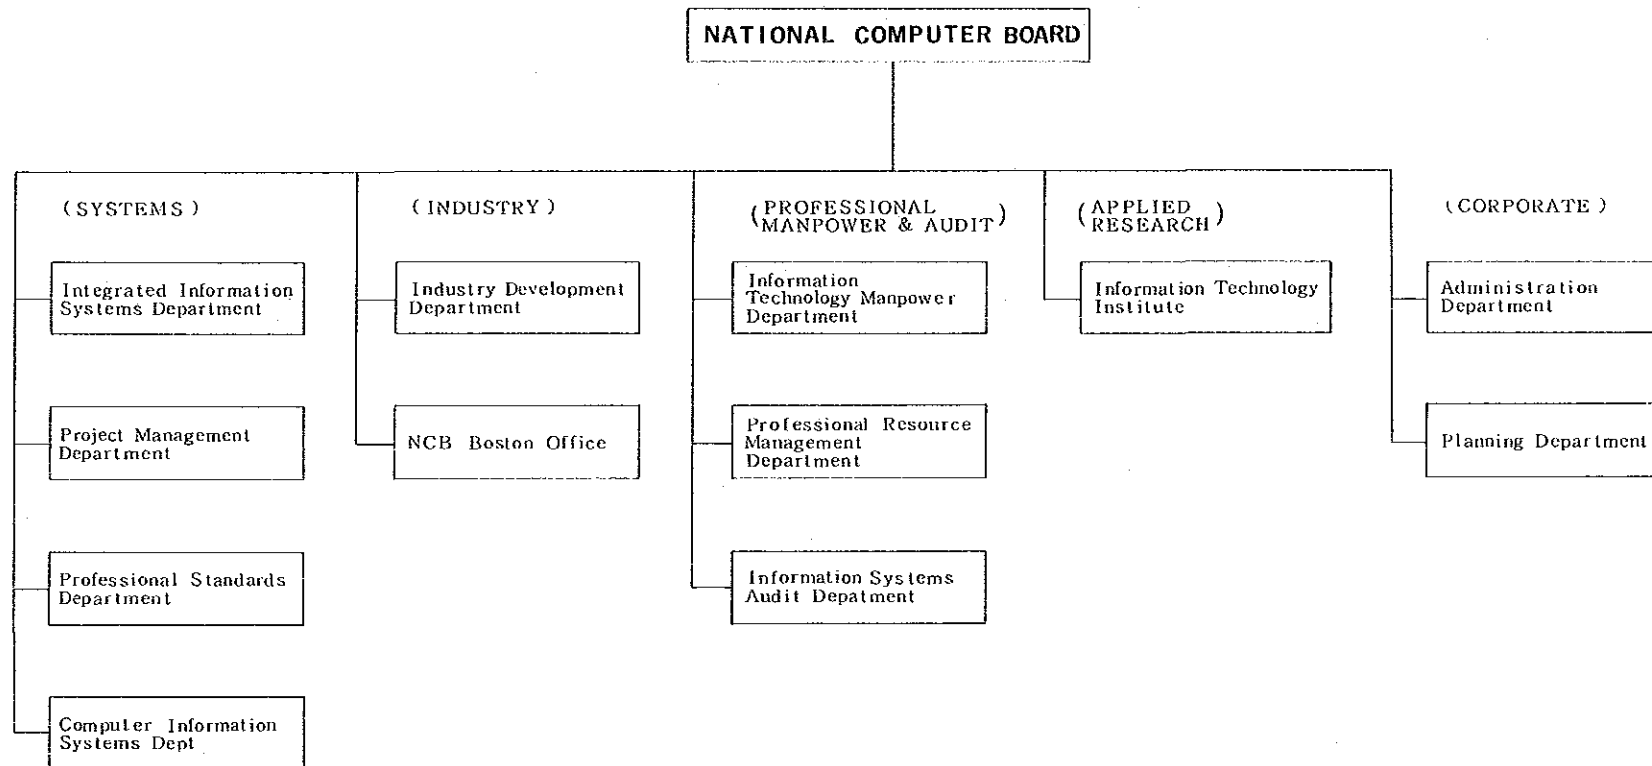 NATIONAL COMPUTER BOARD
(SYSTEMS)
Integrated Information
Systems Department
Project Management
Department
Professional Standards
Department
Computer Information
Systems Dept
(INDUSTRY)
Industry Development
Department
NCB Boston Office
(PROFESSIONAL
MANPOWER & AUDIT)
Information
Technology Manpower
Department
Professional Resource
Management
Department
Information Systems
Audit Depatment
(APPLIED
RESEARCH)
Information Technology
Institute
(CORPORATE)
Administration
Department
Planning Department